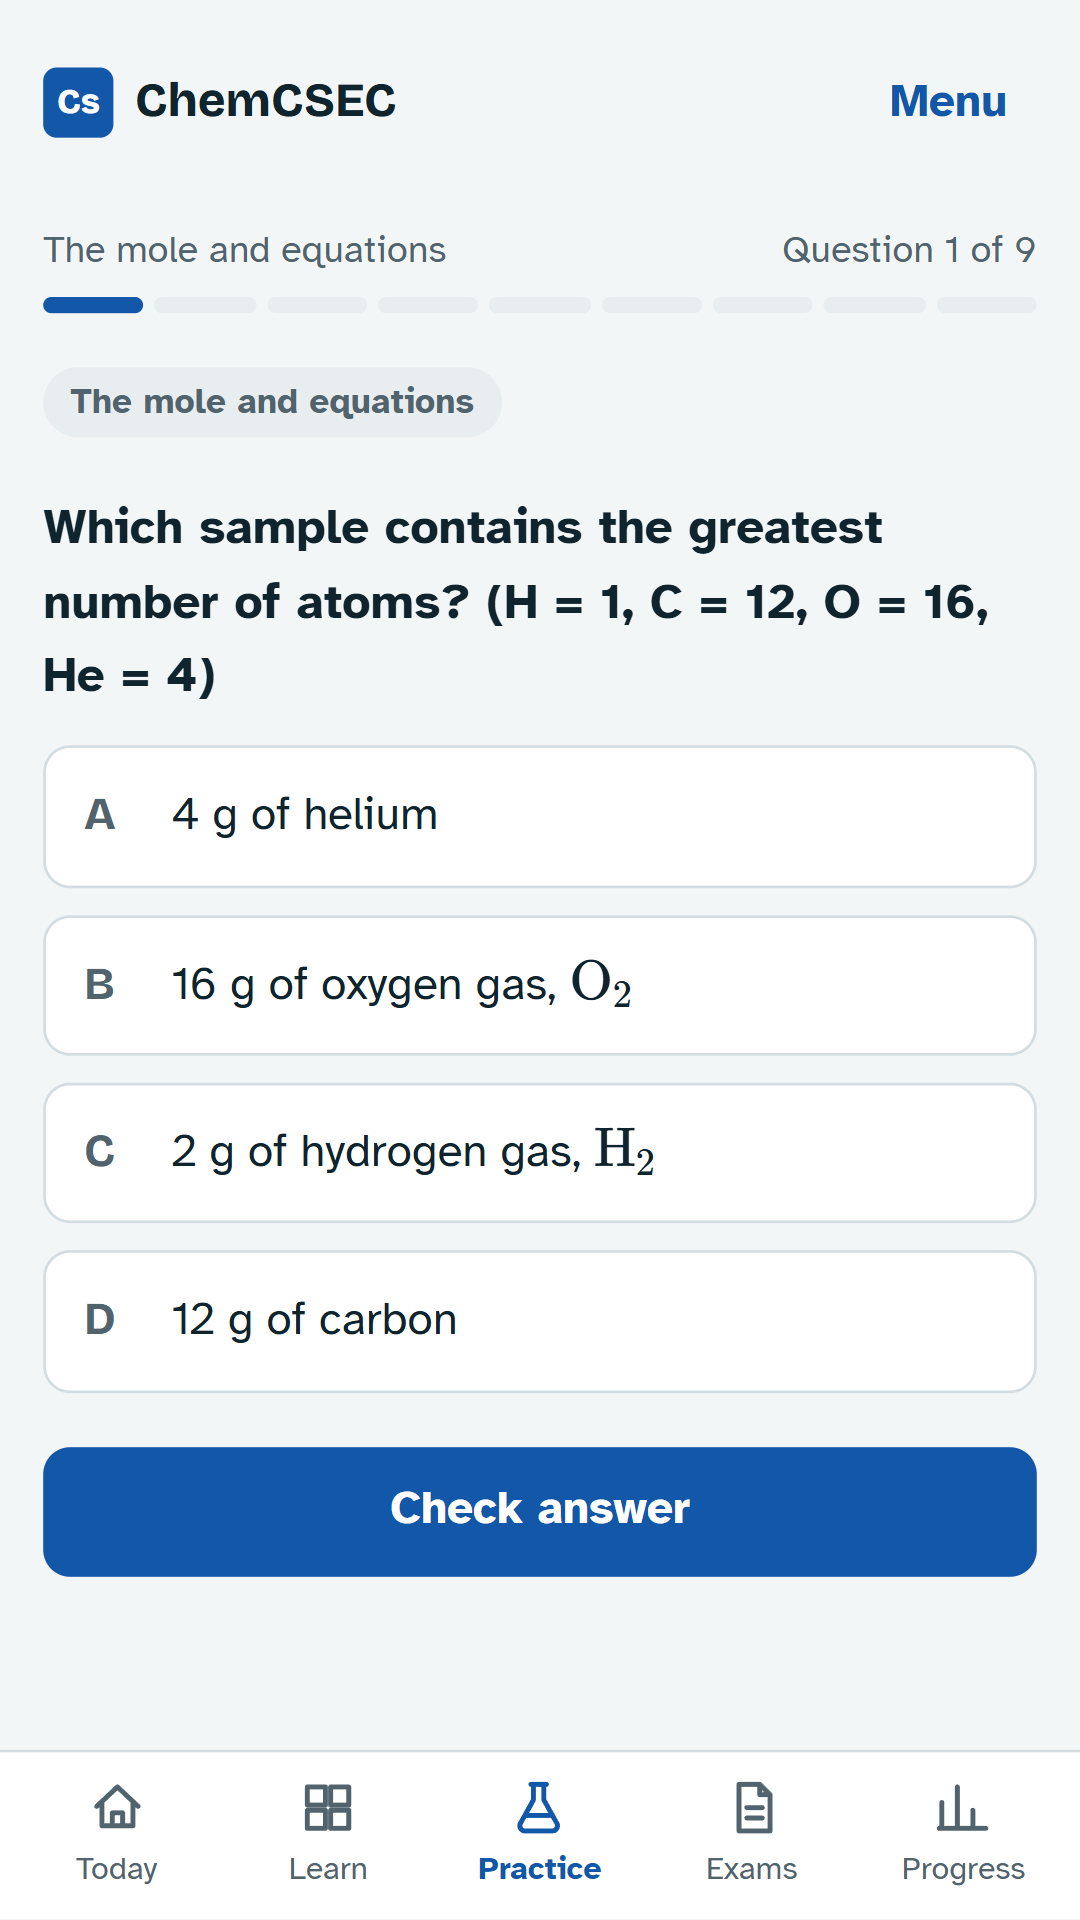 Cs ChemCSEC Menu
The mole and equations Question 1 of 9
The mole and equations
Which sample contains the greatest
number of atoms? (H = 1, C = 12, O = 16,
He = 4)
A 4 g of helium
B 16 g of oxygen gas, O₂
C 2 g of hydrogen gas, H₂
D 12 g of carbon
Check answer
Today Learn Practice Exams Progress